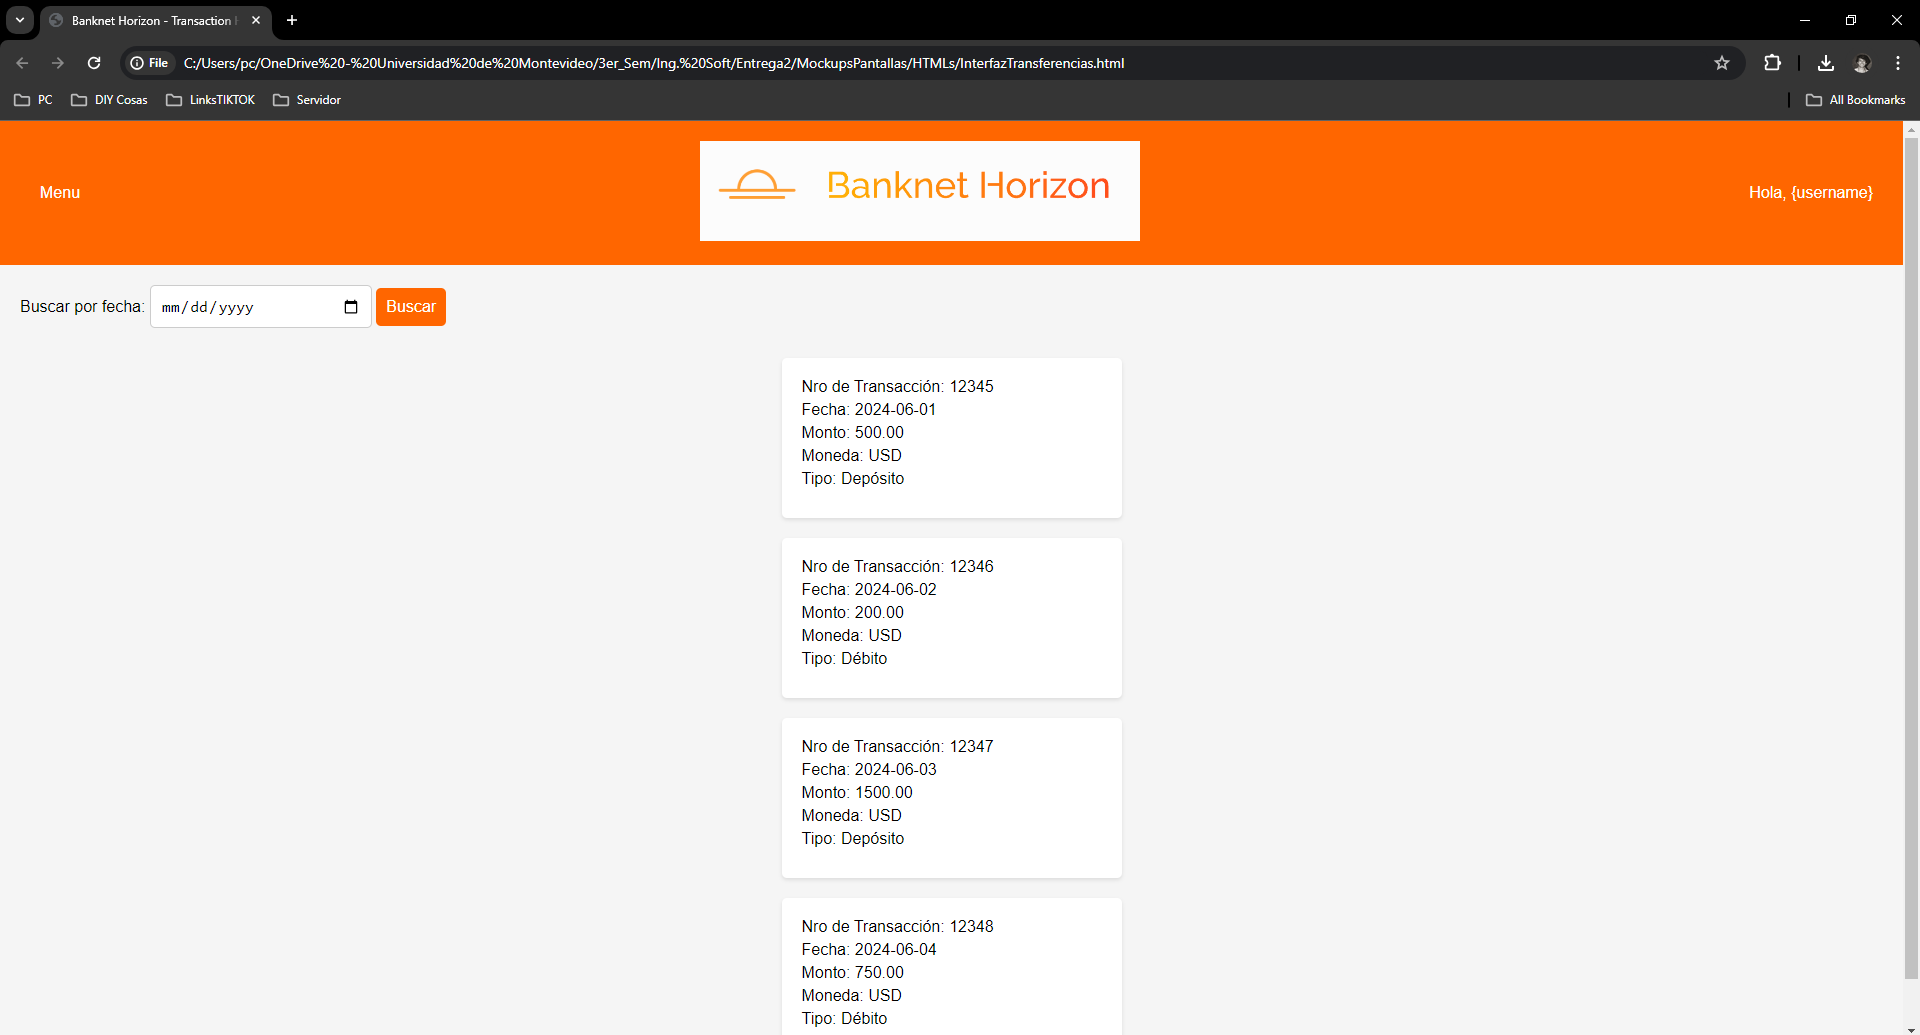 Banknet Horizon - Transaction
File C:/Users/pc/OneDrive%20-%20Universidad%20de%20Montevideo/3er_Sem/Ing.%20Soft/Entrega2/MockupsPantallas/HTMLs/InterfazTransferencias.html
PC DIY Cosas LinksTIKTOK Servidor All Bookmarks
Menu Banknet Horizon Hola, {username}
Buscar por fecha: mm/dd/yyyy Buscar
Nro de Transacción: 12345
Fecha: 2024-06-01
Monto: 500.00
Moneda: USD
Tipo: Depósito
Nro de Transacción: 12346
Fecha: 2024-06-02
Monto: 200.00
Moneda: USD
Tipo: Débito
Nro de Transacción: 12347
Fecha: 2024-06-03
Monto: 1500.00
Moneda: USD
Tipo: Depósito
Nro de Transacción: 12348
Fecha: 2024-06-04
Monto: 750.00
Moneda: USD
Tipo: Débito